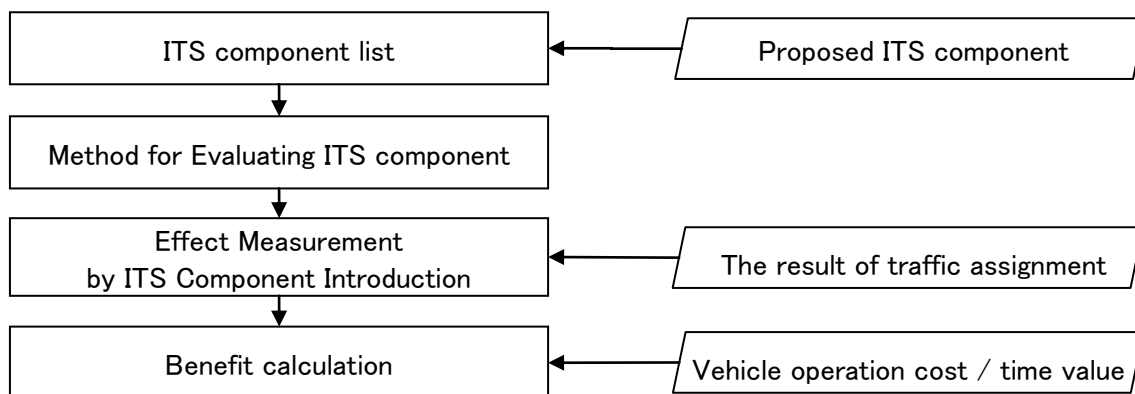 ITS component list
Proposed ITS component
Method for Evaluating ITS component
Effect Measurement
by ITS Component Introduction
The result of traffic assignment
Benefit calculation
Vehicle operation cost / time value